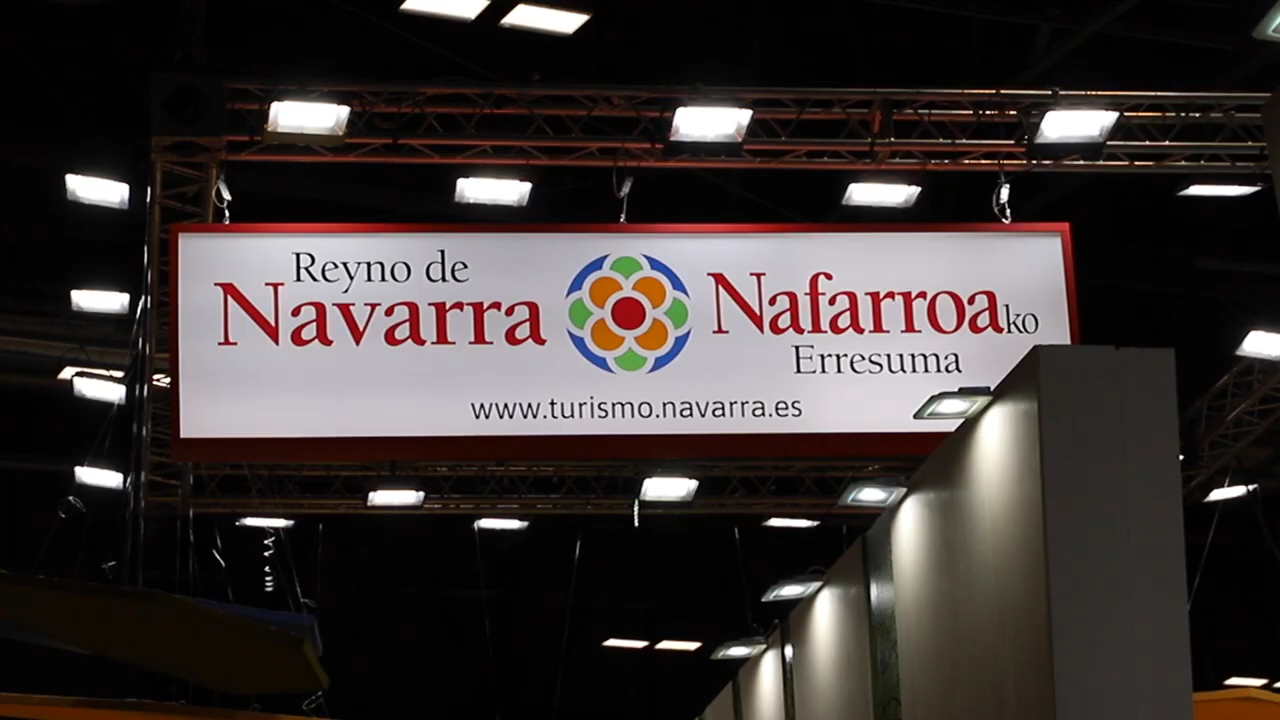 Reyno de
Navarra
Nafarroako
Erresuma
www.turismo.navarra.es